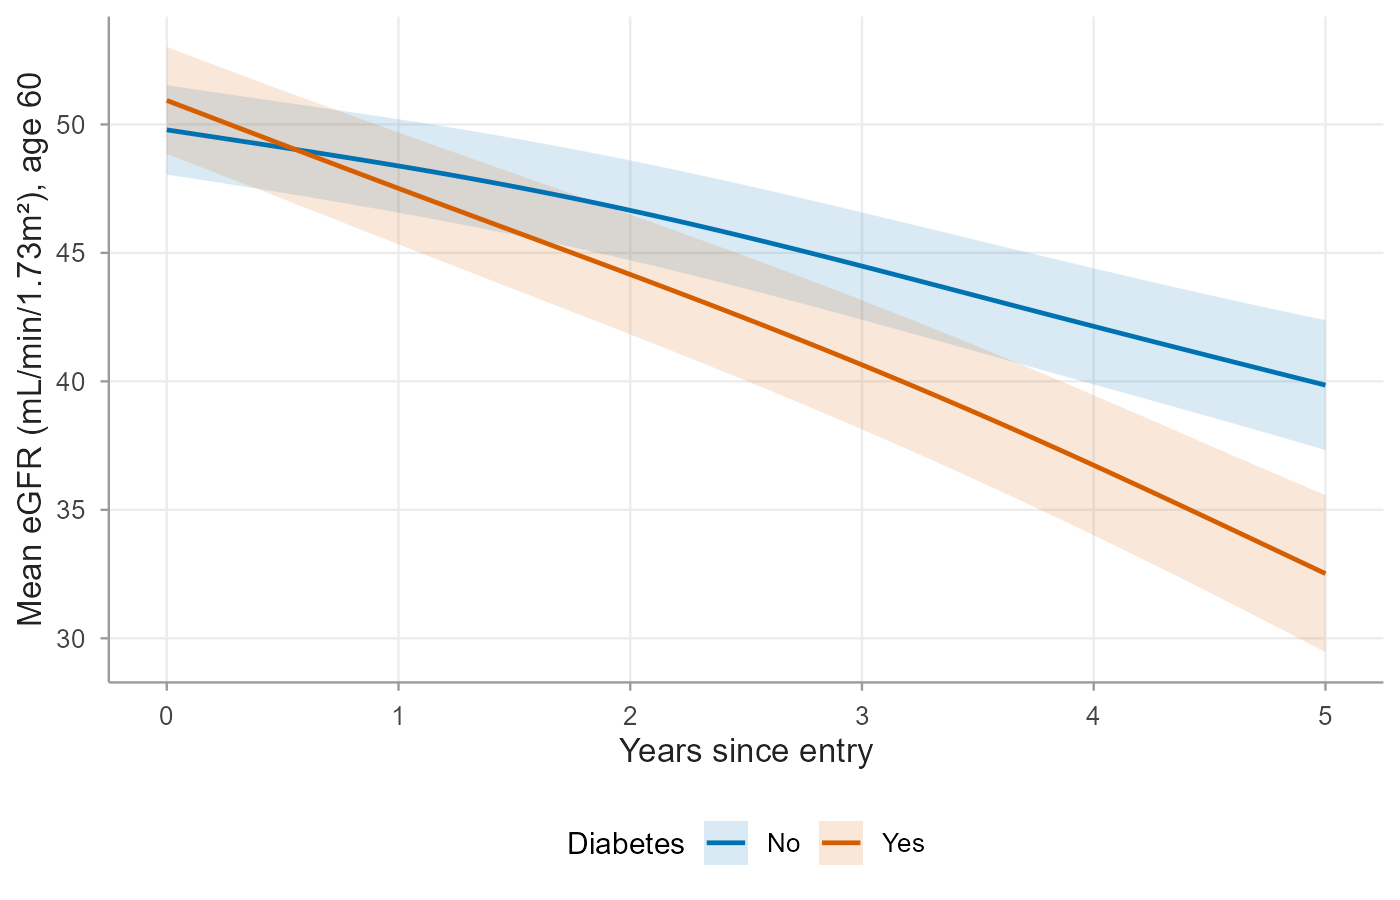 Mean eGFR (mL/min/1.73m²), age 60
50
45
40
35
30
0 1 2 3 4 5
Years since entry
Diabetes No Yes